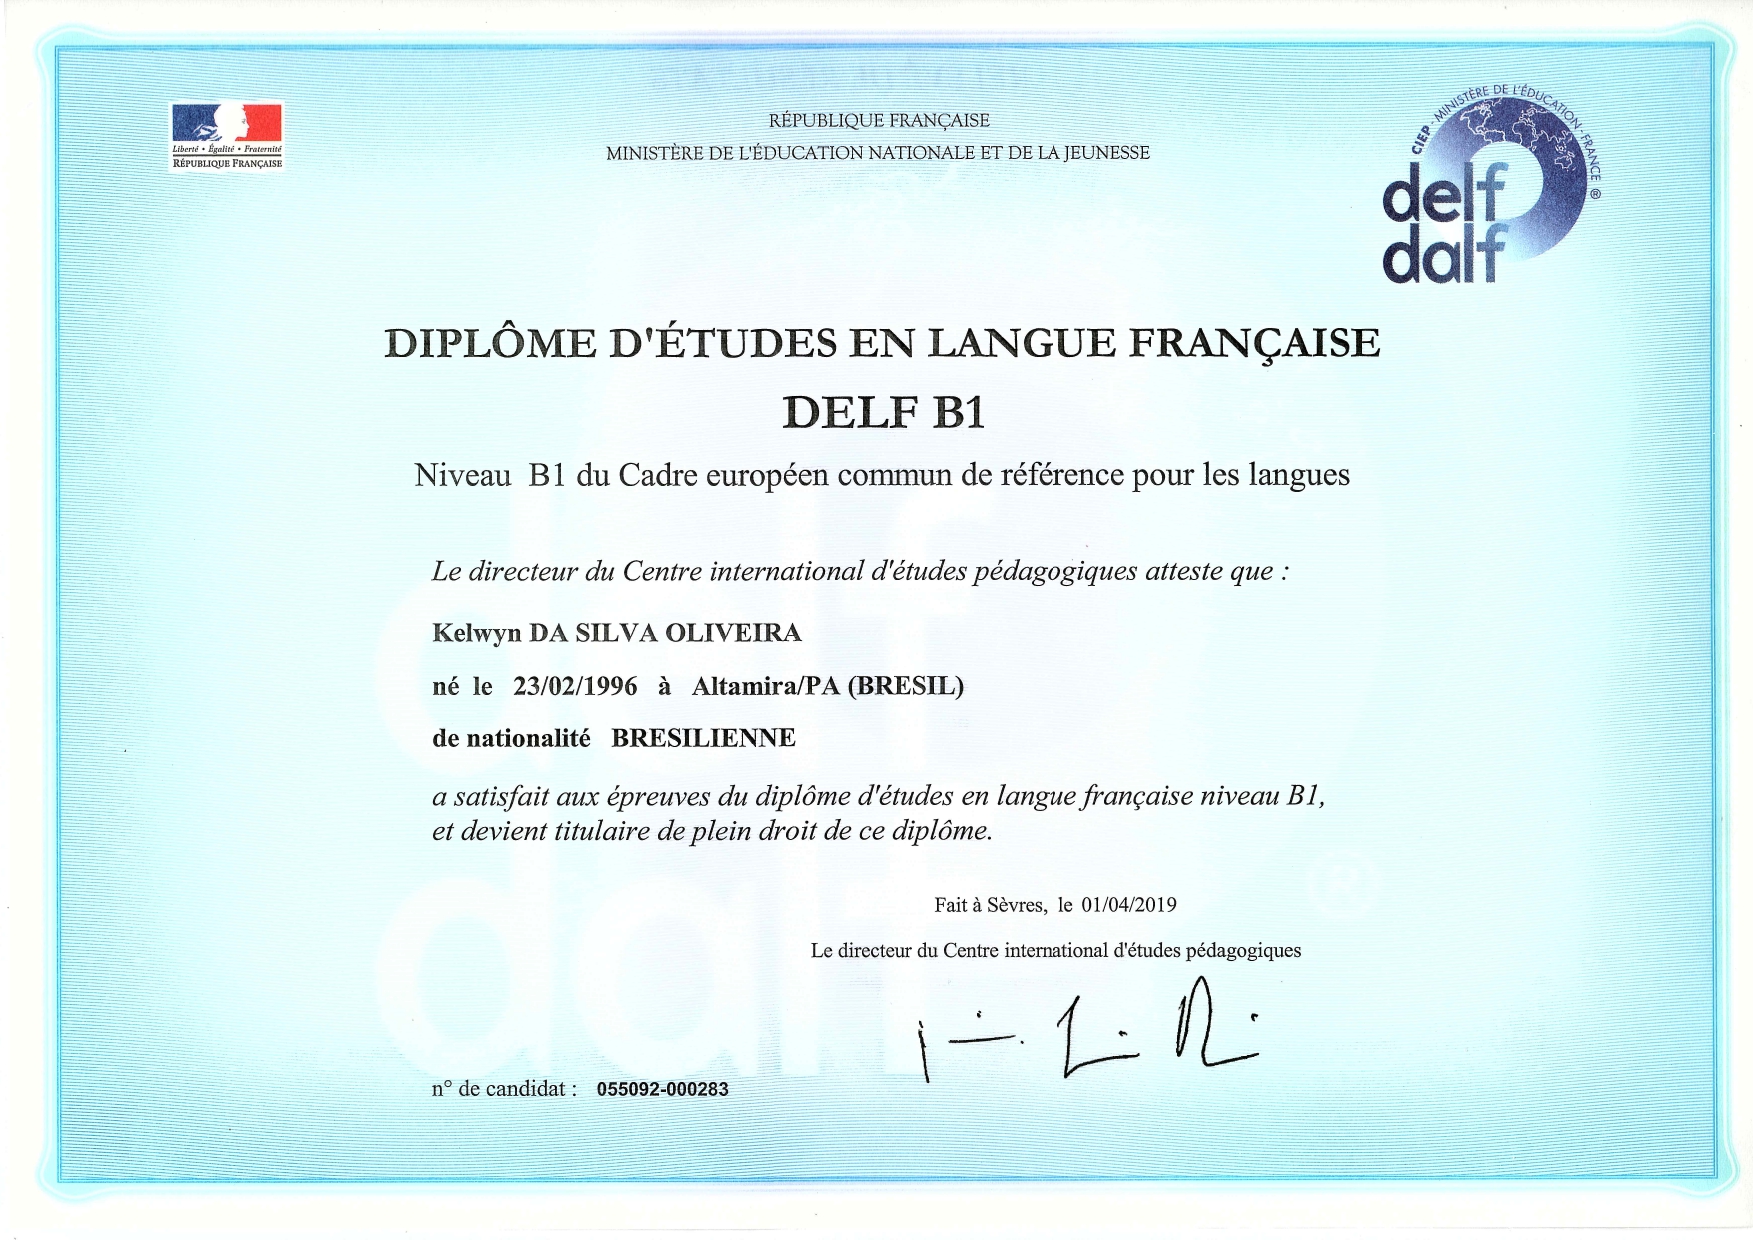 Liberté • Égalité • Fraternité
RÉPUBLIQUE FRANÇAISE
RÉPUBLIQUE FRANÇAISE
MINISTÈRE DE L'ÉDUCATION NATIONALE ET DE LA JEUNESSE
CIEP - MINISTÈRE DE L'ÉDUCATION - FRANCE ®
delf
dalf
DIPLÔME D'ÉTUDES EN LANGUE FRANÇAISE
DELF B1
Niveau B1 du Cadre européen commun de référence pour les langues
Le directeur du Centre international d'études pédagogiques atteste que :
Kelwyn DA SILVA OLIVEIRA
né le 23/02/1996 à Altamira/PA (BRESIL)
de nationalité BRESILIENNE
a satisfait aux épreuves du diplôme d'études en langue française niveau B1,
et devient titulaire de plein droit de ce diplôme.
Fait à Sèvres, le 01/04/2019
Le directeur du Centre international d'études pédagogiques
n° de candidat : 055092-000283